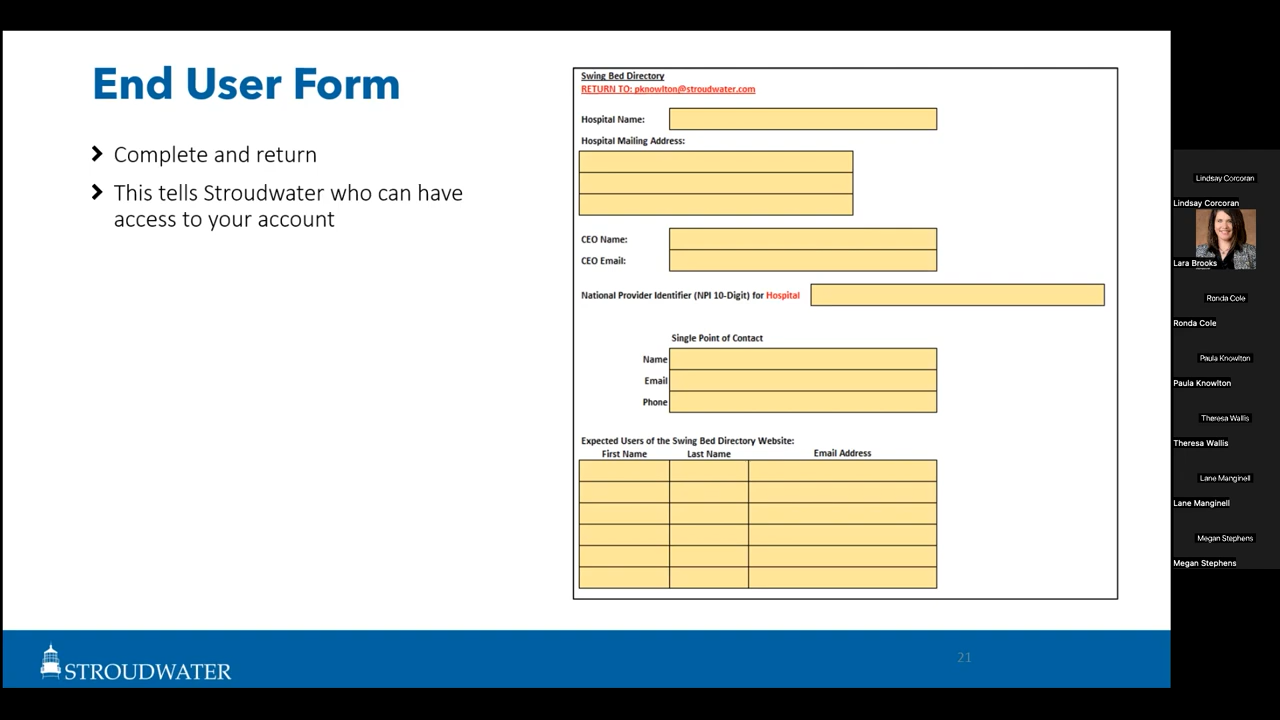 End User Form
Complete and return
This tells Stroudwater who can have
access to your account
Swing Bed Directory
RETURN TO: pknowlton@stroudwater.com
Hospital Name:
Hospital Mailing Address:
CEO Name:
CEO Email:
National Provider Identifier (NPI 10-Digit) for Hospital
Single Point of Contact
Name
Email
Phone
Expected Users of the Swing Bed Directory Website:
First Name Last Name Email Address
STROUDWATER
21
Lindsay Corcoran
Lindsay Corcoran
Lara Brooks
Ronda Cole
Ronda Cole
Paula Knowlton
Paula Knowlton
Theresa Wallis
Theresa Wallis
Lane Manginell
Lane Manginell
Megan Stephens
Megan Stephens